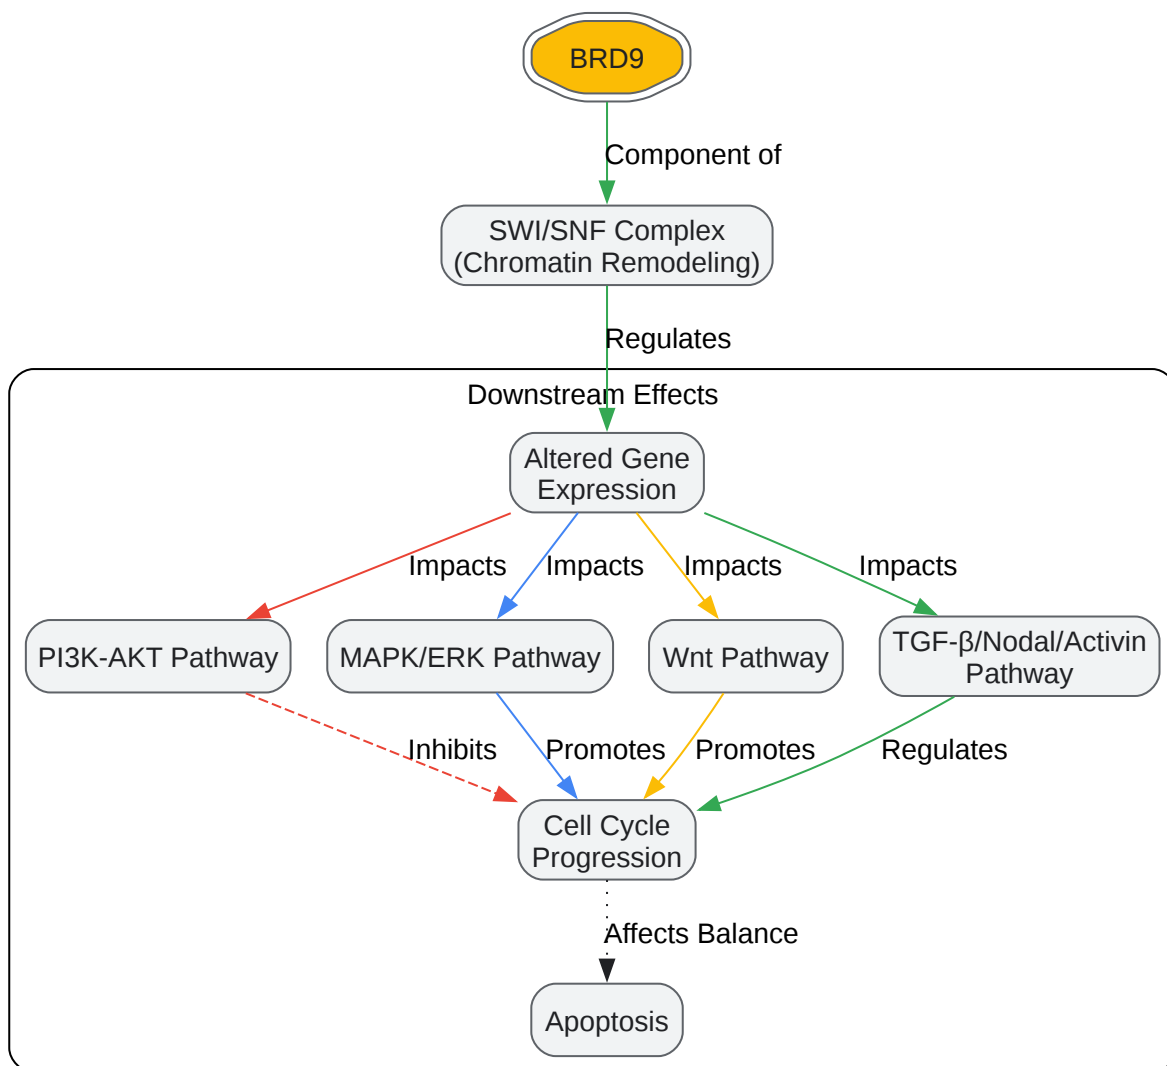 BRD9
Component of
SWI/SNF Complex
(Chromatin Remodeling)
Regulates
Downstream Effects
Altered Gene
Expression
Impacts
Impacts
Impacts
Impacts
PI3K-AKT Pathway
MAPK/ERK Pathway
Wnt Pathway
TGF-β/Nodal/Activin
Pathway
Inhibits
Promotes
Promotes
Regulates
Cell Cycle
Progression
Affects Balance
Apoptosis